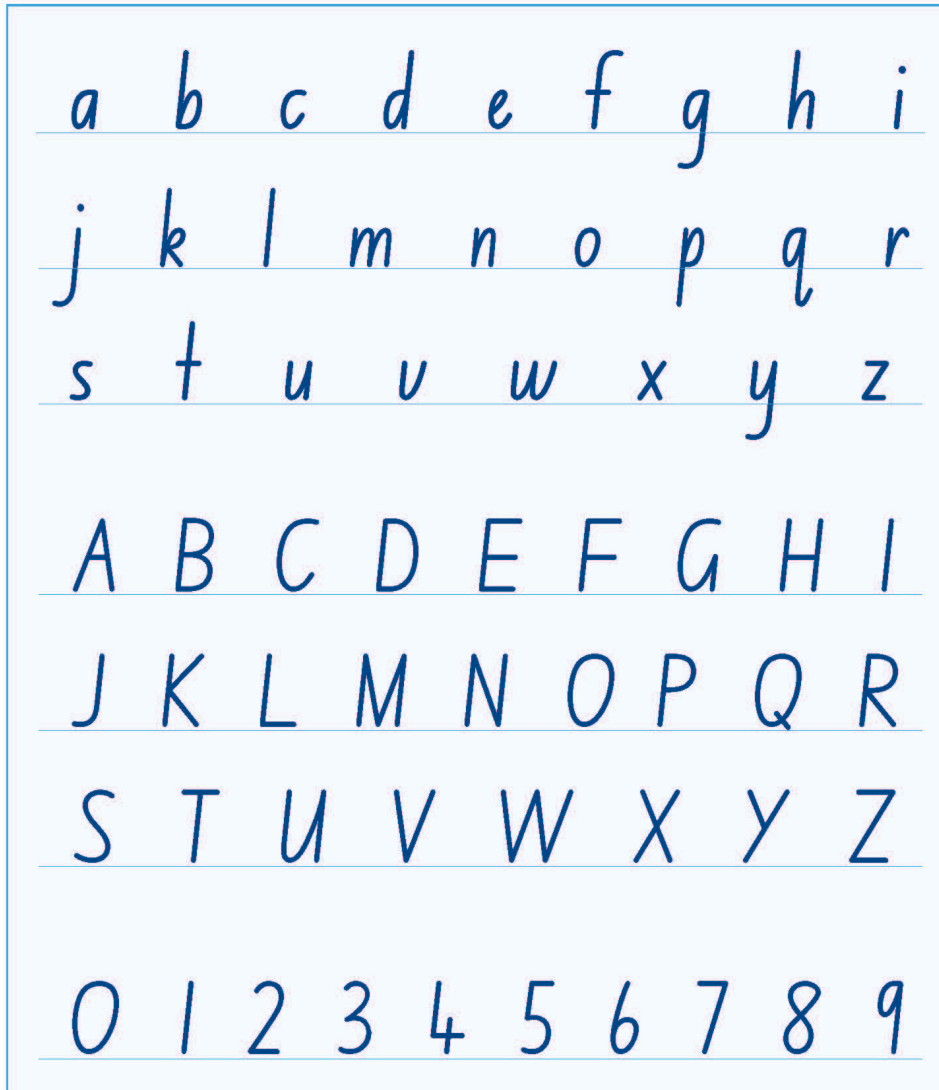 a b c d e f g h i
j k l m n o p q r
s t u v w x y z
A B C D E F G H I
J K L M N O P Q R
S T U V W X Y Z
0 1 2 3 4 5 6 7 8 9